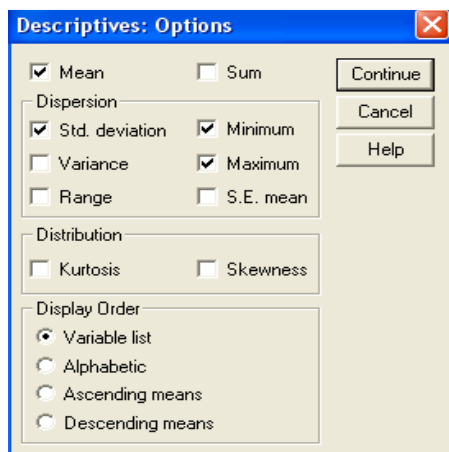 Descriptives: Options
Mean
Sum
Continue
Cancel
Help
Dispersion
Std. deviation
Minimum
Variance
Maximum
Range
S.E. mean
Distribution
Kurtosis
Skewness
Display Order
Variable list
Alphabetic
Ascending means
Descending means